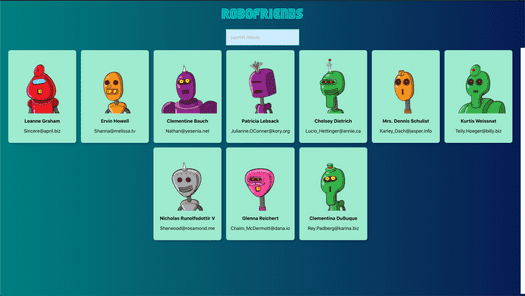 ROBOFRIENDS
search robots
Leanne Graham
Sincere@april.biz
Ervin Howell
Shanna@melissa.tv
Clementine Bauch
Nathan@yesenia.net
Patricia Lebsack
Julianne.OConner@kory.org
Chelsey Dietrich
Lucio_Hettinger@annie.ca
Mrs. Dennis Schulist
Karley_Dach@jasper.info
Kurtis Weissnat
Telly.Hoeger@billy.biz
Nicholas Runolfsdottir V
Sherwood@rosamond.me
Glenna Reichert
Chaim_McDermott@dana.io
Clementina DuBuque
Rey.Padberg@karina.biz